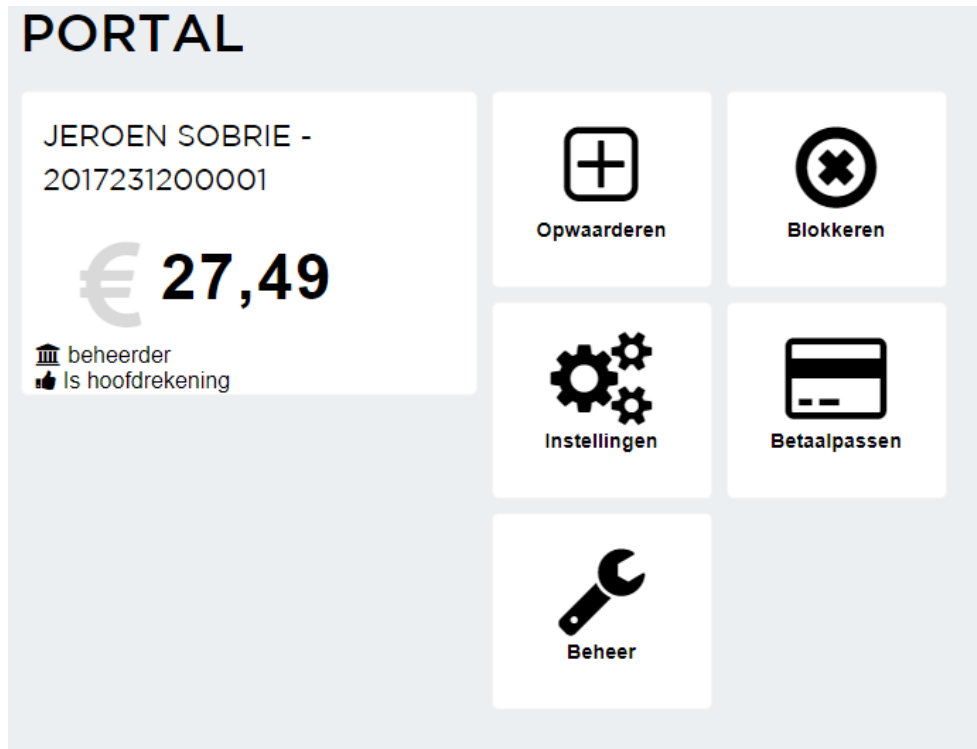 PORTAL
JEROEN SOBRIE -
2017231200001
€ 27,49
beheerder
Is hoofdrekening
Opwaarderen
Blokkeren
Instellingen
Betaalpassen
Beheer